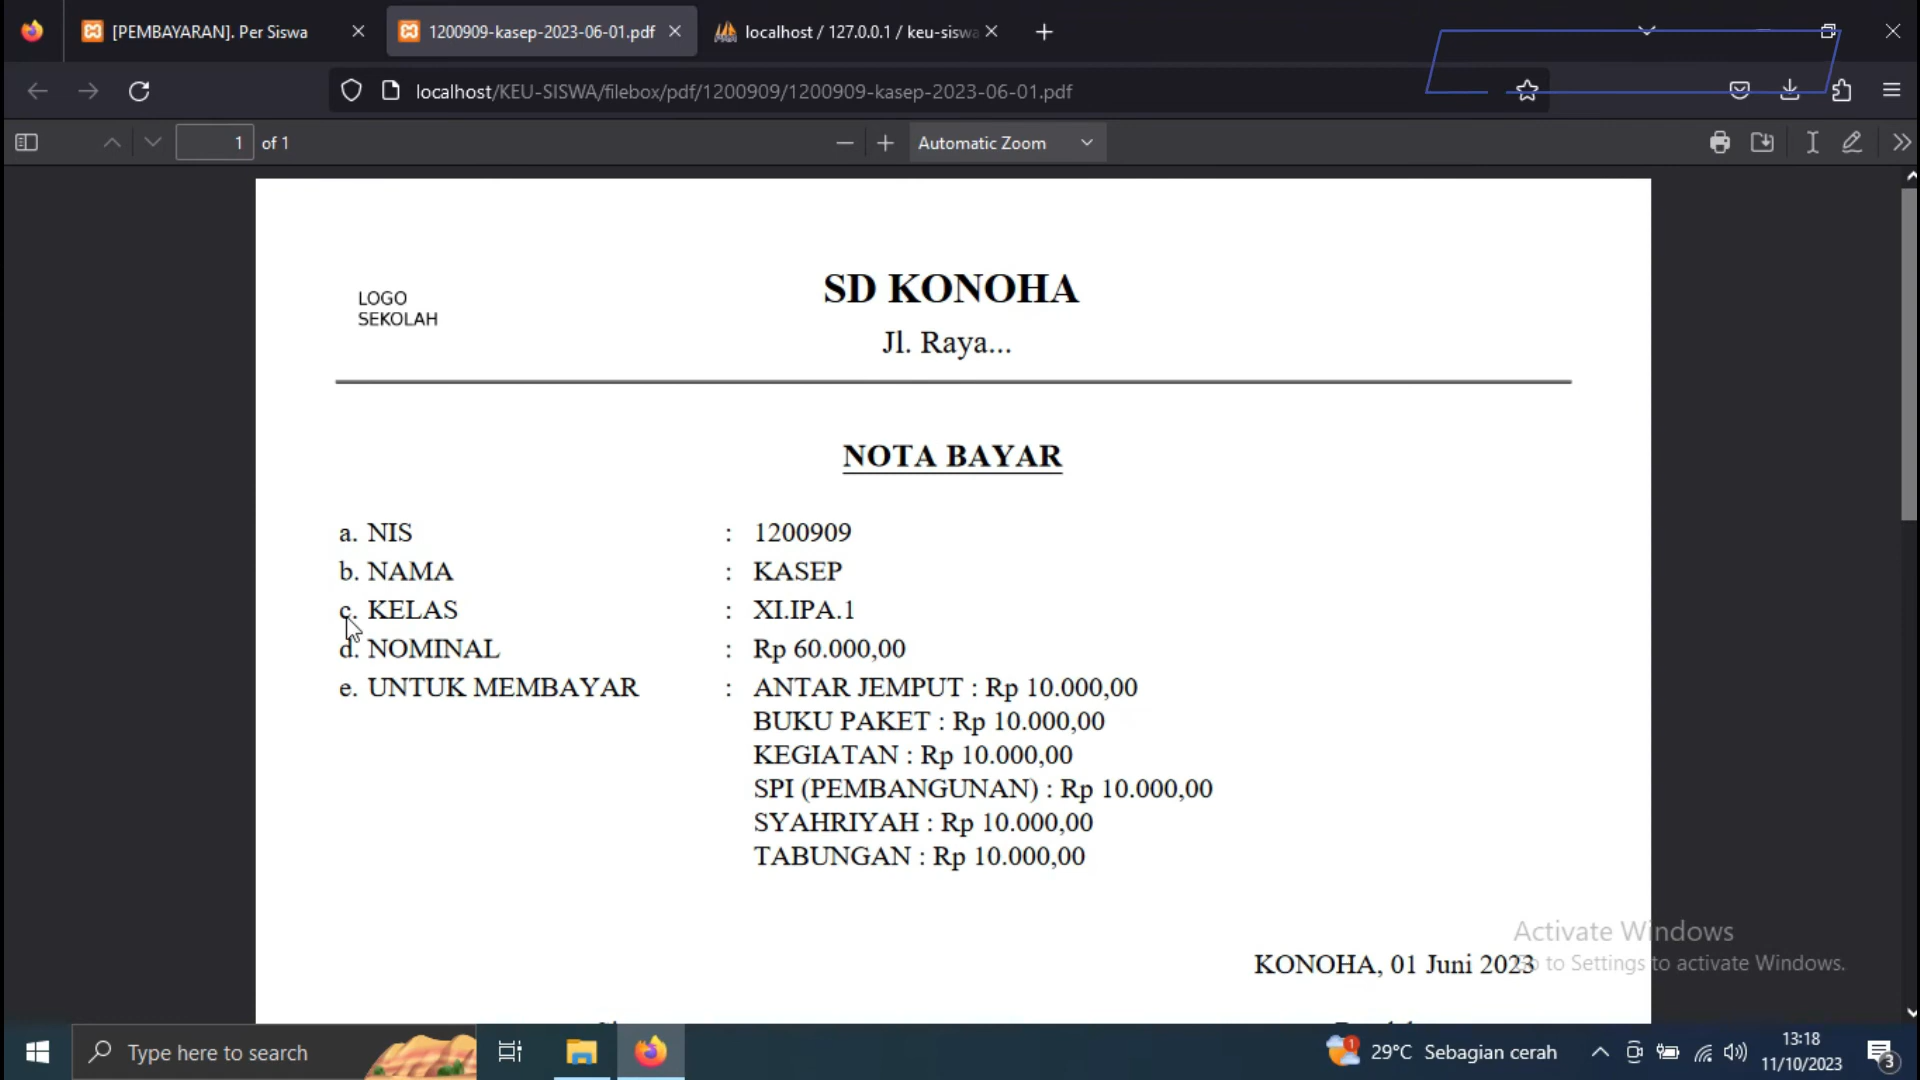 [PEMBAYARAN]. Per Siswa
1200909-kasep-2023-06-01.pdf
localhost / 127.0.0.1 / keu-siswa
localhost/KEU-SISWA/filebox/pdf/1200909/1200909-kasep-2023-06-01.pdf
1 of 1
Automatic Zoom
LOGO
SEKOLAH
SD KONOHA
Jl. Raya...
NOTA BAYAR
a. NIS : 1200909
b. NAMA : KASEP
c. KELAS : XI.IPA.1
d. NOMINAL : Rp 60.000,00
e. UNTUK MEMBAYAR : ANTAR JEMPUT : Rp 10.000,00
BUKU PAKET : Rp 10.000,00
KEGIATAN : Rp 10.000,00
SPI (PEMBANGUNAN) : Rp 10.000,00
SYAHRIYAH : Rp 10.000,00
TABUNGAN : Rp 10.000,00
KONOHA, 01 Juni 2023
Activate Windows
Go to Settings to activate Windows.
Type here to search
1
29°C Sebagian cerah
13:18
11/10/2023
3